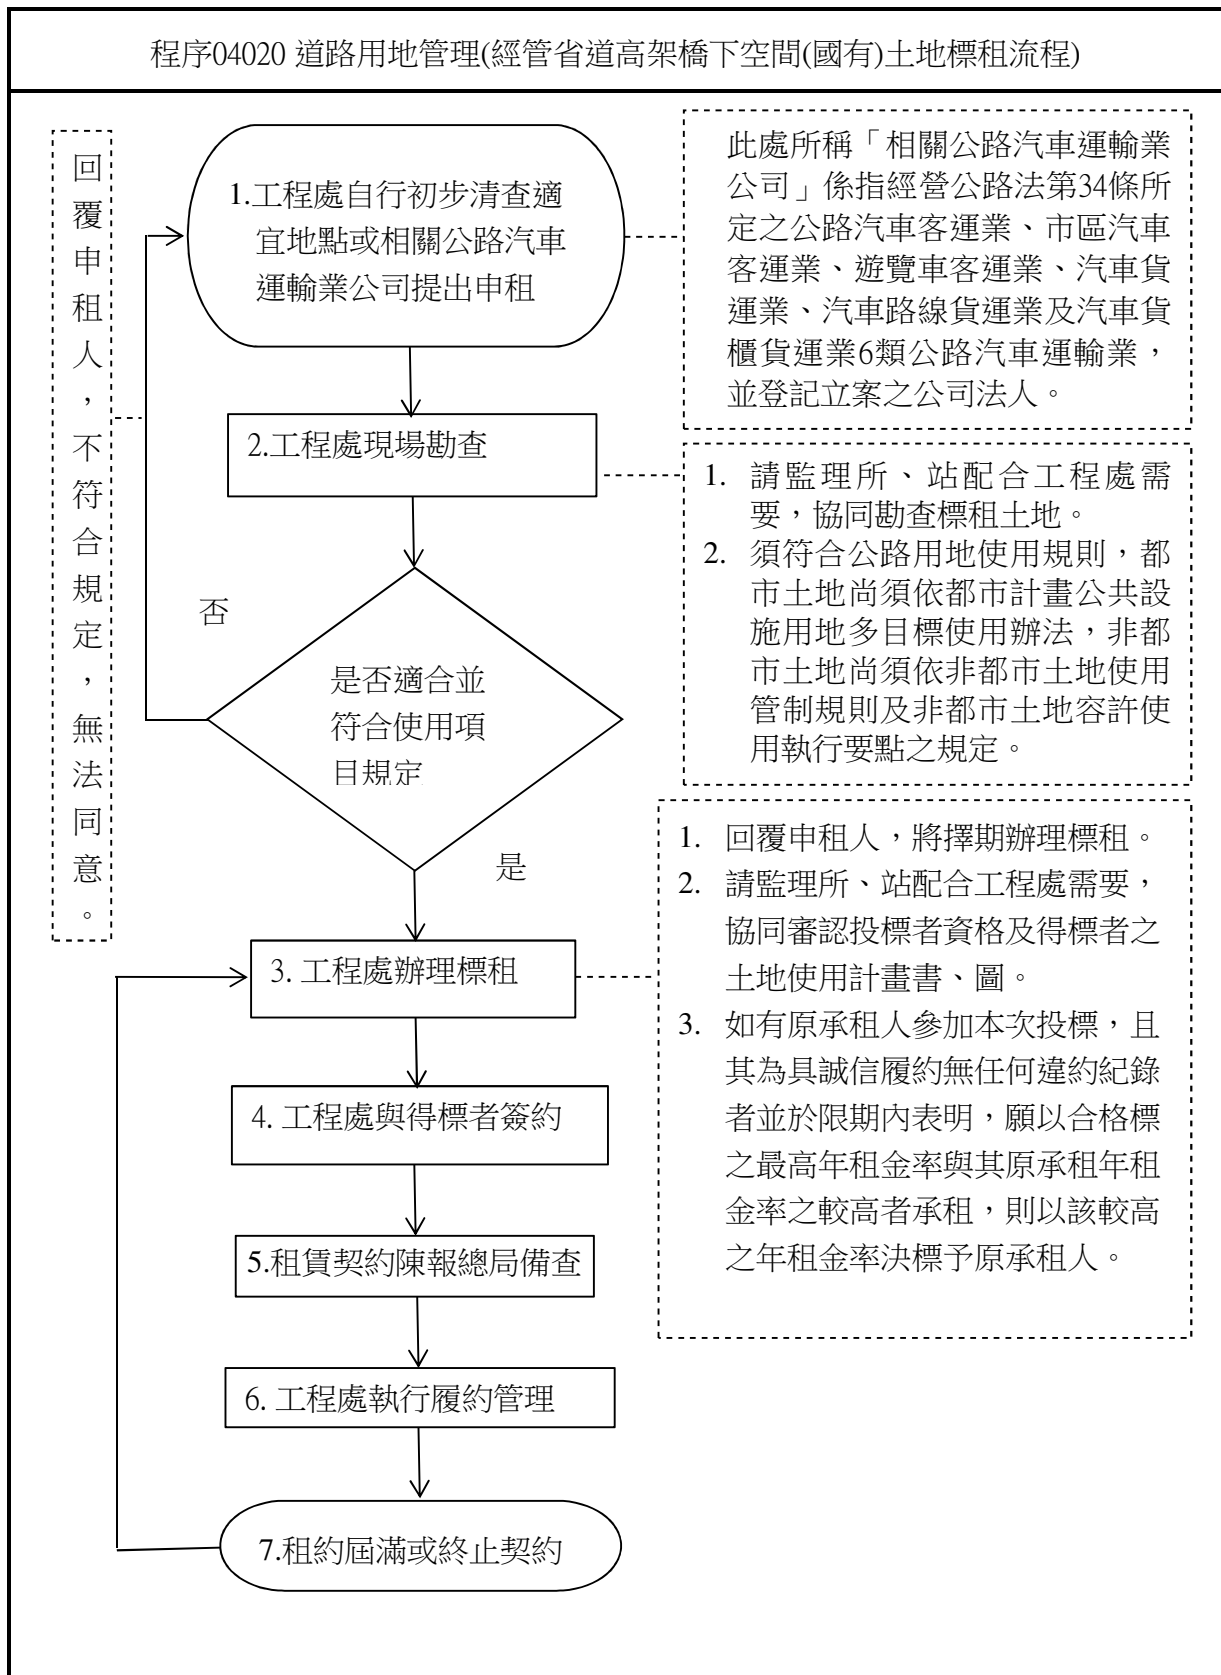 程序04020 道路用地管理(經管省道高架橋下空間(國有)土地標租流程)
回覆申租人，不符合規定，無法同意。
1.工程處自行初步清查適
宜地點或相關公路汽車
運輸業公司提出申租
此處所稱「相關公路汽車運輸業
公司」係指經營公路法第34條所
定之公路汽車客運業、市區汽車
客運業、遊覽車客運業、汽車貨
運業、汽車路線貨運業及汽車貨
櫃貨運業6類公路汽車運輸業，
並登記立案之公司法人。
2.工程處現場勘查
1. 請監理所、站配合工程處需
要，協同勘查標租土地。
2. 須符合公路用地使用規則，都
市土地尚須依都市計畫公共設
施用地多目標使用辦法，非都
市土地尚須依非都市土地使用
管制規則及非都市土地容許使
用執行要點之規定。
否
是否適合並
符合使用項
目規定
是
3. 工程處辦理標租
1. 回覆申租人，將擇期辦理標租。
2. 請監理所、站配合工程處需要，
協同審認投標者資格及得標者之
土地使用計畫書、圖。
3. 如有原承租人參加本次投標，且
其為具誠信履約無任何違約紀錄
者並於限期內表明，願以合格標
之最高年租金率與其原承租年租
金率之較高者承租，則以該較高
之年租金率決標予原承租人。
4. 工程處與得標者簽約
5.租賃契約陳報總局備查
6. 工程處執行履約管理
7.租約屆滿或終止契約